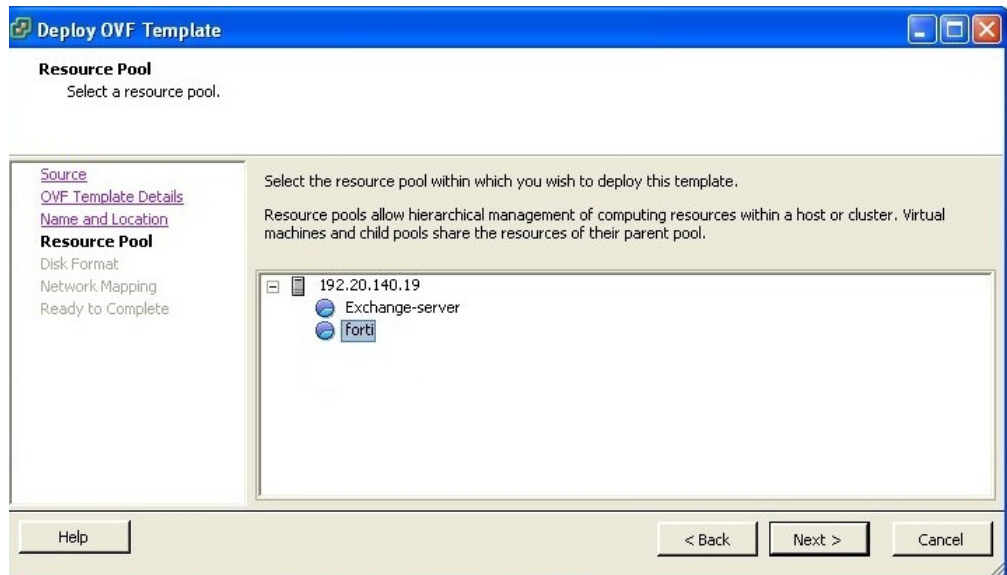 Deploy OVF Template
Resource Pool
Select a resource pool.
Source
OVF Template Details
Name and Location
Resource Pool
Disk Format
Network Mapping
Ready to Complete
Select the resource pool within which you wish to deploy this template.
Resource pools allow hierarchical management of computing resources within a host or cluster. Virtual
machines and child pools share the resources of their parent pool.
192.20.140.19
Exchange-server
forti
Help
< Back
Next >
Cancel